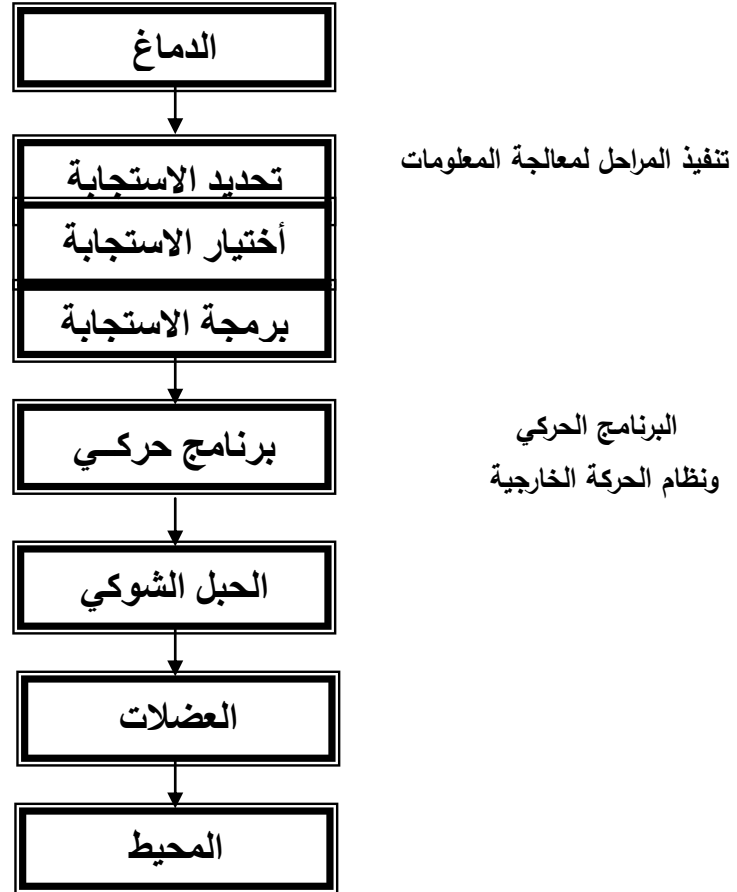 الدماغ
تحديد الاستجابة
تنفيذ المراحل لمعالجة المعلومات
أختيار الاستجابة
برمجة الاستجابة
برنامج حركــي
البرنامج الحركي
ونظام الحركة الخارجية
الحبل الشوكي
العضلات
المحيط